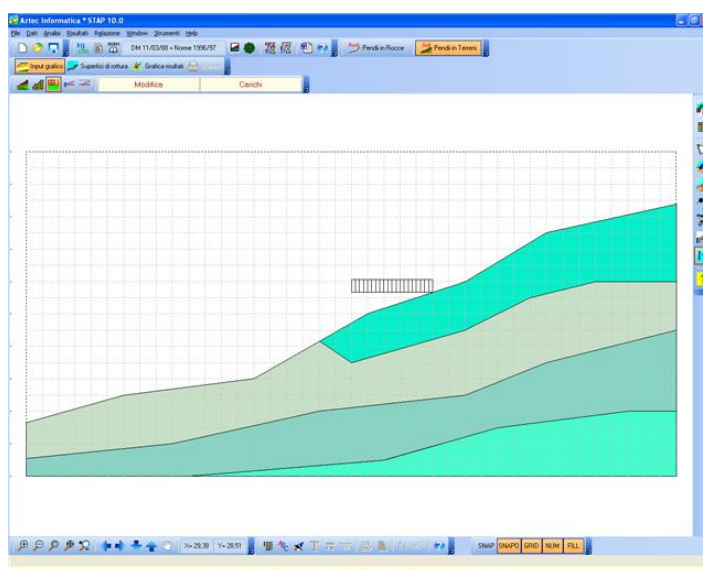 Aztec Informatica * STAP 10.0
File Dati Analisi Risultati Relazione Window Strumenti Help
DM 11/03/88 + Norme 1996/97 Pendii in Rocce Pendii in Terreni
Input grafico Superfici di rottura Grafica risultati
Modifica Carichi
X= 29,38 Y= 28,51 SNAP SNAPO GRID NUM FILL